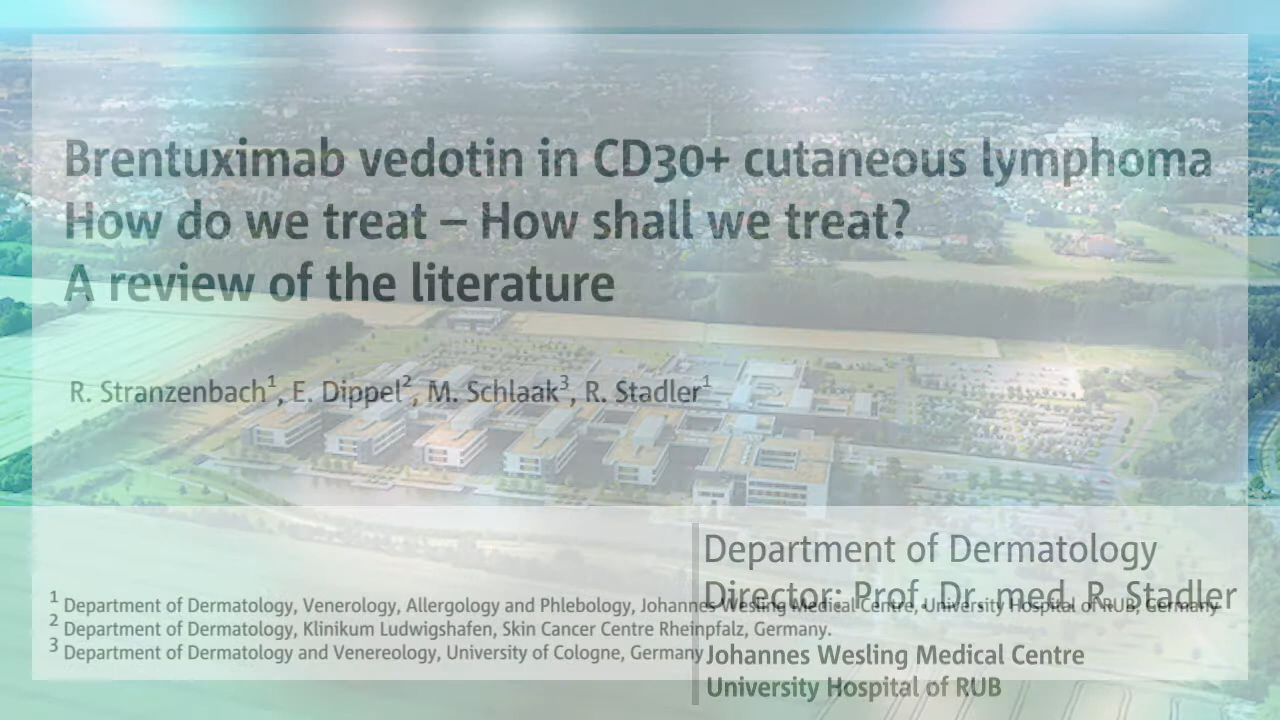 Brentuximab vedotin in CD30+ cutaneous lymphoma
How do we treat – How shall we treat?
A review of the literature
R. Stranzenbach1, E. Dippel2, M. Schlaak3, R. Stadler1
1 Department of Dermatology, Venerology, Allergology and Phlebology, Johannes Wesling Medical Centre, University Hospital of RUB, Germany
2 Department of Dermatology, Klinikum Ludwigshafen, Skin Cancer Centre Rheinpfalz, Germany.
3 Department of Dermatology and Venereology, University of Cologne, Germany
Department of Dermatology
Director: Prof. Dr. med. R. Stadler
Johannes Wesling Medical Centre
University Hospital of RUB